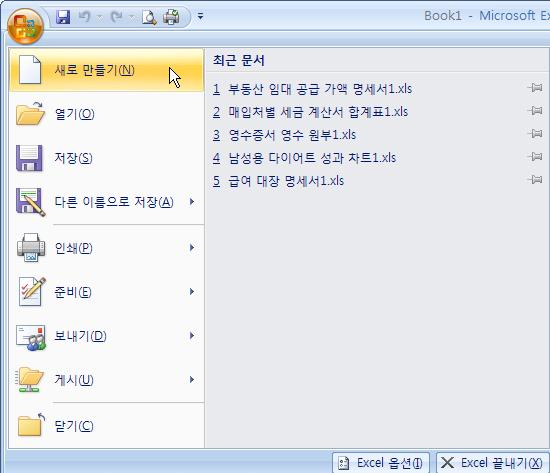 Book1 - Microsoft Ex
새로 만들기(N)
열기(O)
저장(S)
다른 이름으로 저장(A)
인쇄(P)
준비(E)
보내기(D)
게시(U)
닫기(C)
최근 문서
1 부동산 임대 공급 가액 명세서1.xls
2 매입처별 세금 계산서 합계표1.xls
3 영수증서 영수 원부1.xls
4 남성용 다이어트 성과 차트1.xls
5 급여 대장 명세서1.xls
Excel 옵션(I) Excel 끝내기(X)